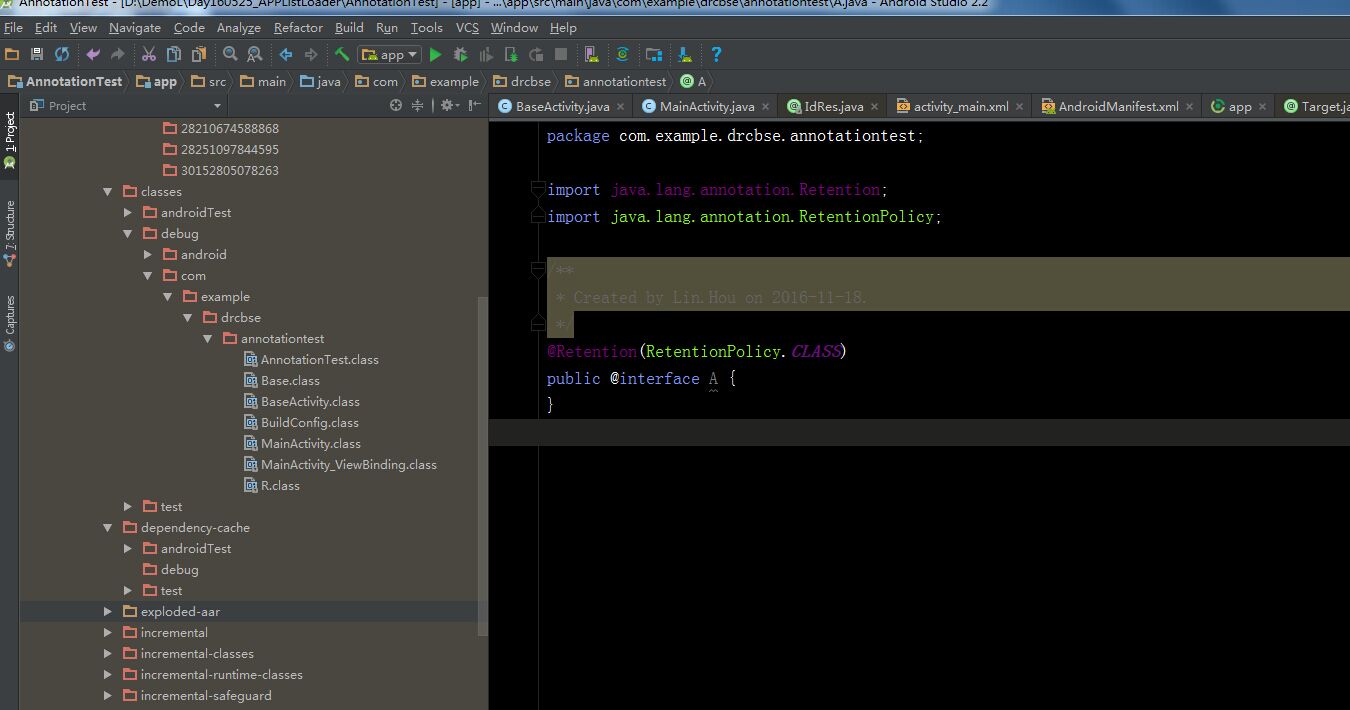 AnnotationTest - [D:\DemoL\Day160525_APPListLoader\AnnotationTest] - [app] - ...\app\src\main\java\com\example\drcbse\annotationtest\A.java - Android Studio 2.2
File Edit View Navigate Code Analyze Refactor Build Run Tools VCS Window Help
app
AnnotationTest app src main java com example drcbse annotationtest A
Project
BaseActivity.java MainActivity.java IdRes.java activity_main.xml AndroidManifest.xml app Target.ja
1: Project
7: Structure
Captures
28210674588868
28251097844595
30152805078263
classes
androidTest
debug
android
com
example
drcbse
annotationtest
AnnotationTest.class
Base.class
BaseActivity.class
BuildConfig.class
MainActivity.class
MainActivity_ViewBinding.class
R.class
test
dependency-cache
androidTest
debug
test
exploded-aar
incremental
incremental-classes
incremental-runtime-classes
incremental-safeguard
package com.example.drcbse.annotationtest;
import java.lang.annotation.Retention;
import java.lang.annotation.RetentionPolicy;
/**
* Created by Lin.Hou on 2016-11-18.
*/
@Retention(RetentionPolicy.CLASS)
public @interface A {
}